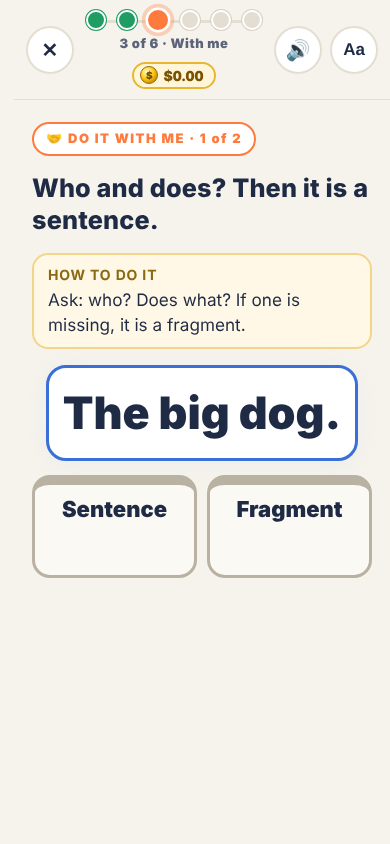 3 of 6 · With me
$ $0.00
Aa
DO IT WITH ME · 1 of 2
Who and does? Then it is a
sentence.
HOW TO DO IT
Ask: who? Does what? If one is
missing, it is a fragment.
The big dog.
Sentence
Fragment